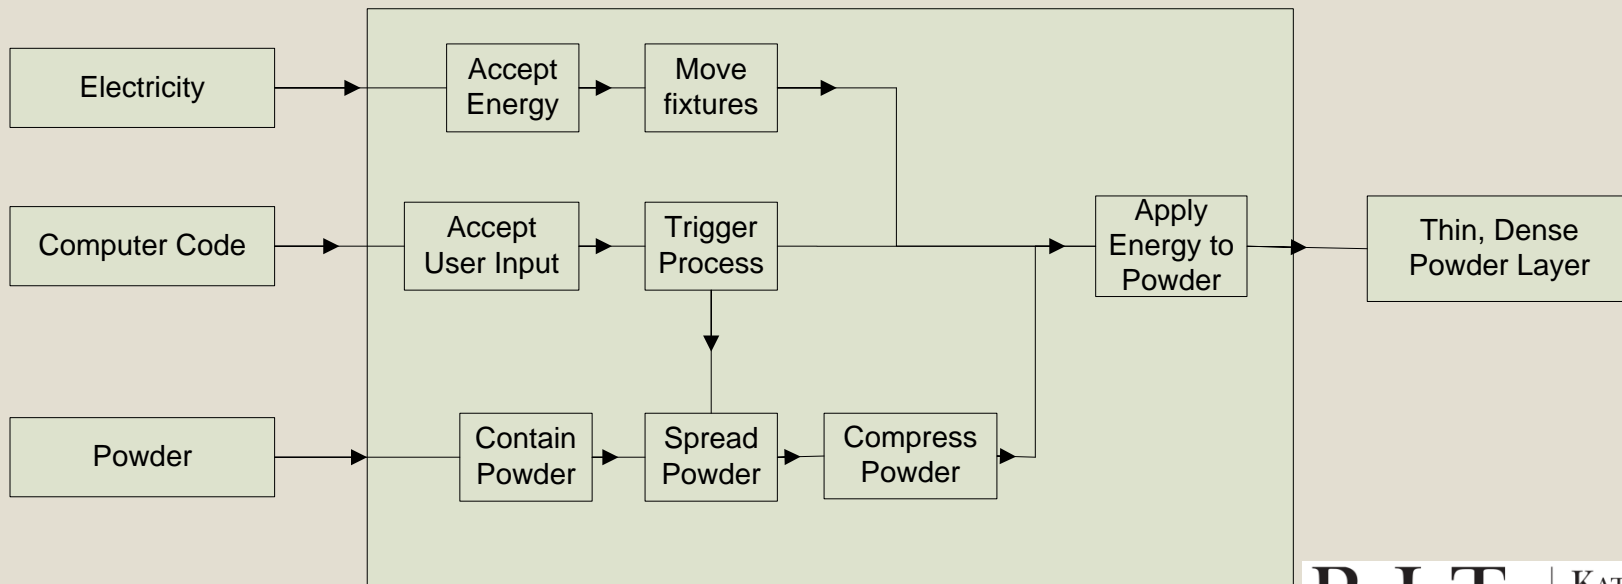 Electricity
Accept
Energy
Move
fixtures
Computer Code
Accept
User Input
Trigger
Process
Apply
Energy to
Powder
Thin, Dense
Powder Layer
Powder
Contain
Powder
Spread
Powder
Compress
Powder